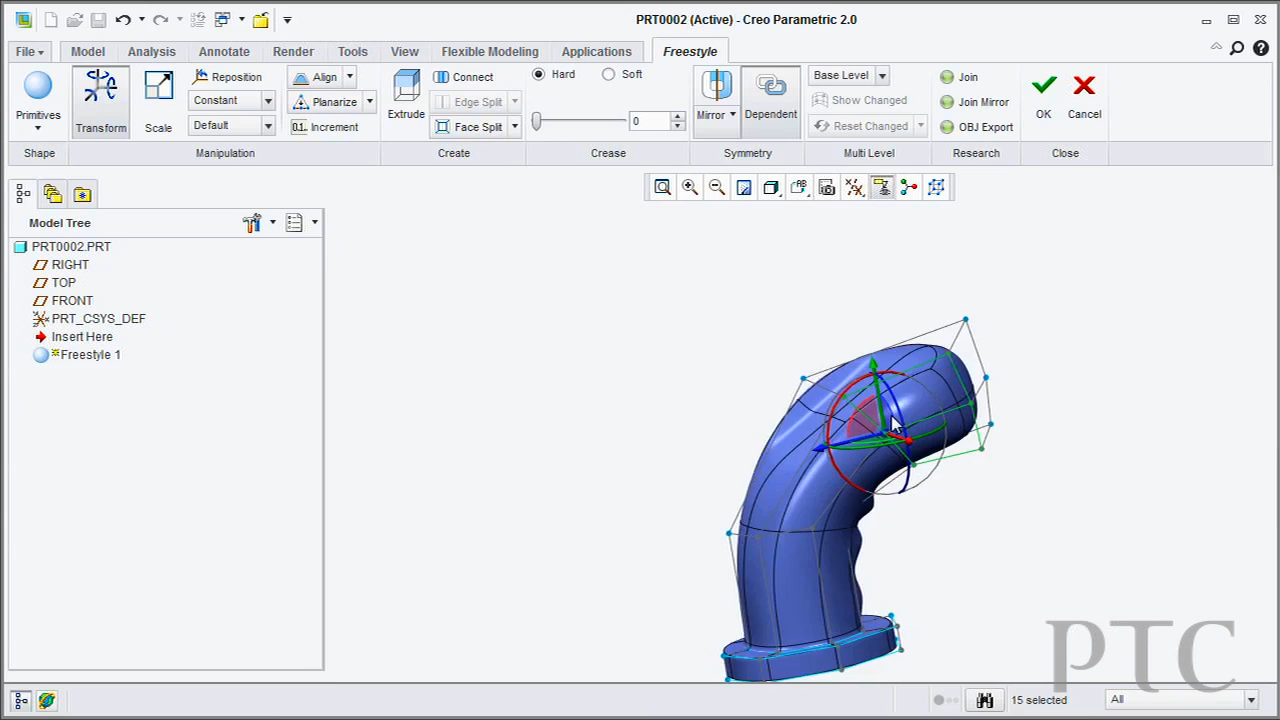 PRT0002 (Active) - Creo Parametric 2.0
File Model Analysis Annotate Render Tools View Flexible Modeling Applications Freestyle
Reposition Align Connect Hard Soft Base Level Join
Constant Planarize Edge Split Show Changed Join Mirror
Primitives Transform Scale Default Increment Extrude Face Split 0 Mirror Dependent Reset Changed OBJ Export OK Cancel
Shape Manipulation Create Crease Symmetry Multi Level Research Close
Model Tree
PRT0002.PRT
RIGHT
TOP
FRONT
PRT_CSYS_DEF
Insert Here
Freestyle 1
PTC
15 selected All